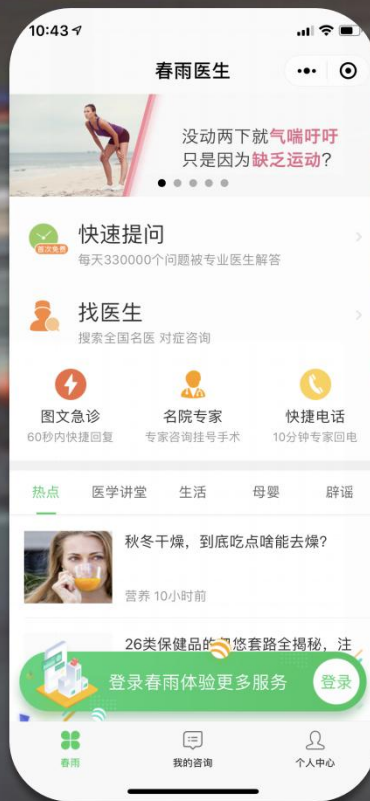 10:43
春雨医生
没动两下就气喘吁吁
只是因为缺乏运动?
快速提问
首次免费
每天330000个问题被专业医生解答
找医生
搜索全国名医 对症咨询
图文急诊 名院专家 快捷电话
60秒内快捷回复 专家咨询挂号手术 10分钟专家回电
热点 医学讲堂 生活 母婴 辟谣
秋冬干燥，到底吃点啥能去燥?
营养 10小时前
26类保健品的忽悠套路全揭秘，注
登录春雨体验更多服务 登录
春雨 我的咨询 个人中心